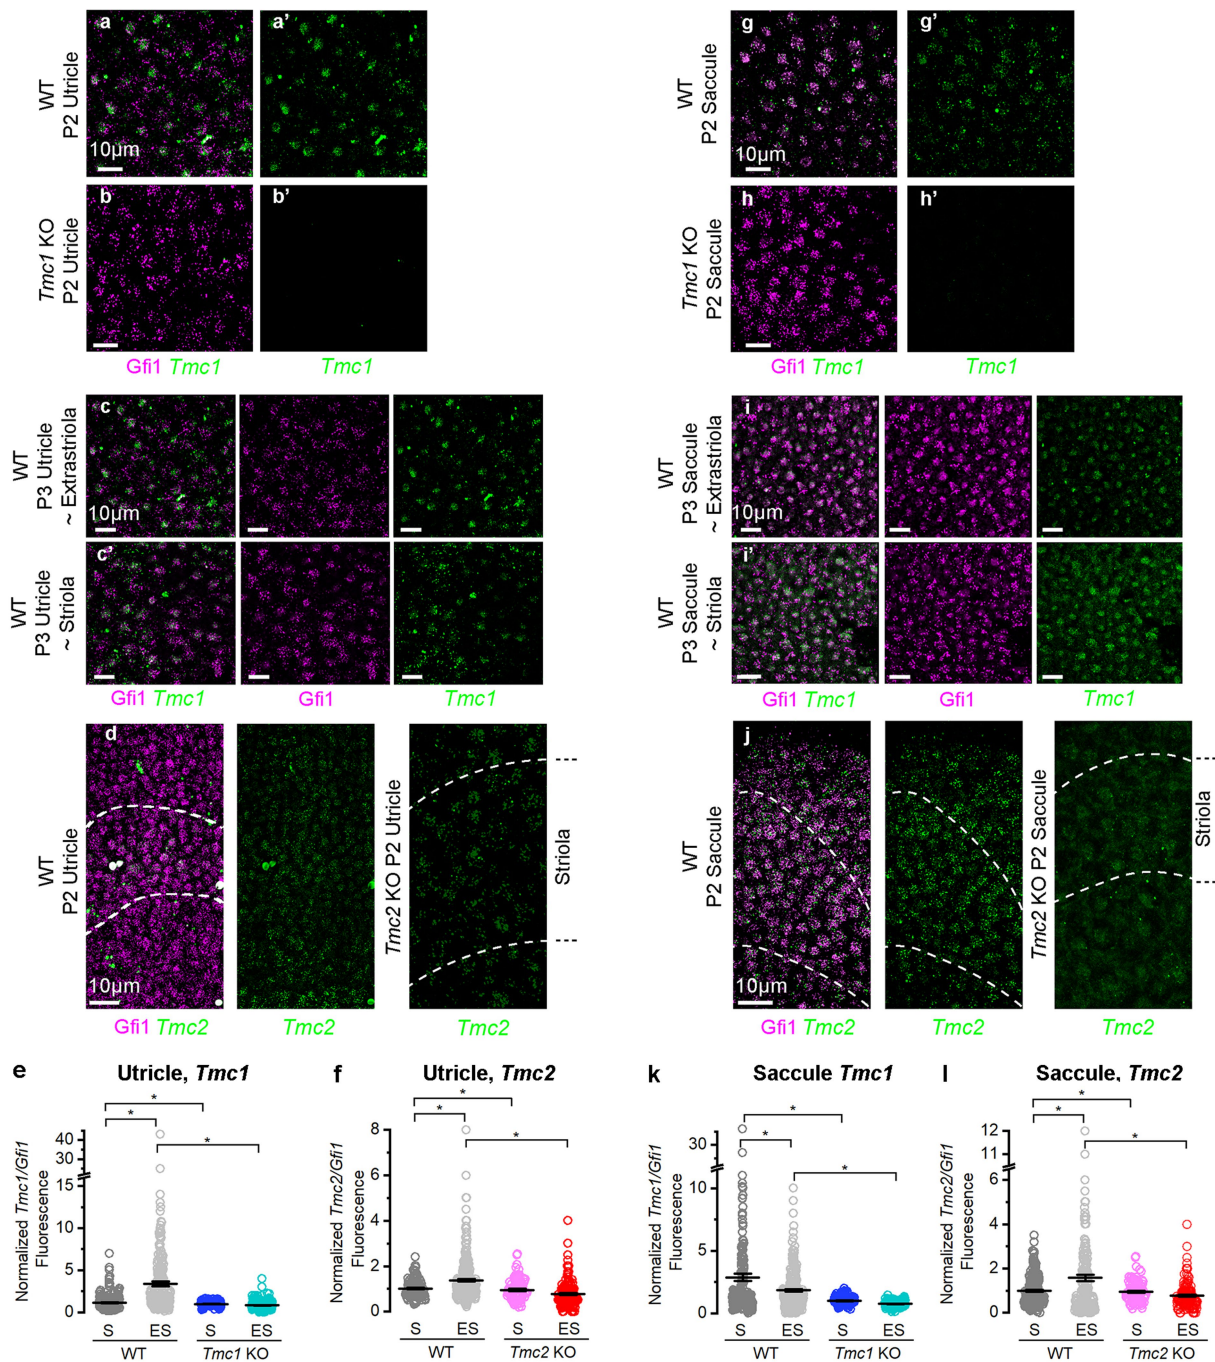 a
a'
WT
P2 Utricle
10µm
b
b'
Tmc1 KO
P2 Utricle
Gfi1 Tmc1
Tmc1
g
g'
WT
P2 Saccule
10µm
h
h'
Tmc1 KO
P2 Saccule
Gfi1 Tmc1
Tmc1
c
WT
P3 Utricle
~ Extrastriola
10µm
c'
WT
P3 Utricle
~ Striola
Gfi1 Tmc1
Gfi1
Tmc1
i
WT
P3 Saccule
~ Extrastriola
10µm
i'
WT
P3 Saccule
~ Striola
Gfi1 Tmc1
Gfi1
Tmc1
d
WT
P2 Utricle
10µm
Tmc2 KO P2 Utricle
Striola
Gfi1 Tmc2
Tmc2
Tmc2
j
WT
P2 Saccule
10µm
Tmc2 KO P2 Saccule
Striola
Gfi1 Tmc2
Tmc2
Tmc2
e
Utricle, Tmc1
Normalized Tmc1/Gfi1
Fluorescence
* * *
40
30
15
10
5
0
S ES S ES
WT Tmc1 KO
f
Utricle, Tmc2
Normalized Tmc2/Gfi1
Fluorescence
* * *
8
6
4
2
0
S ES S ES
WT Tmc2 KO
k
Saccule Tmc1
Normalized Tmc1/Gfi1
Fluorescence
* * *
30
10
5
0
S ES S ES
WT Tmc1 KO
l
Saccule, Tmc2
Normalized Tmc2/Gfi1
Fluorescence
* * *
12
11
6
4
2
0
S ES S ES
WT Tmc2 KO